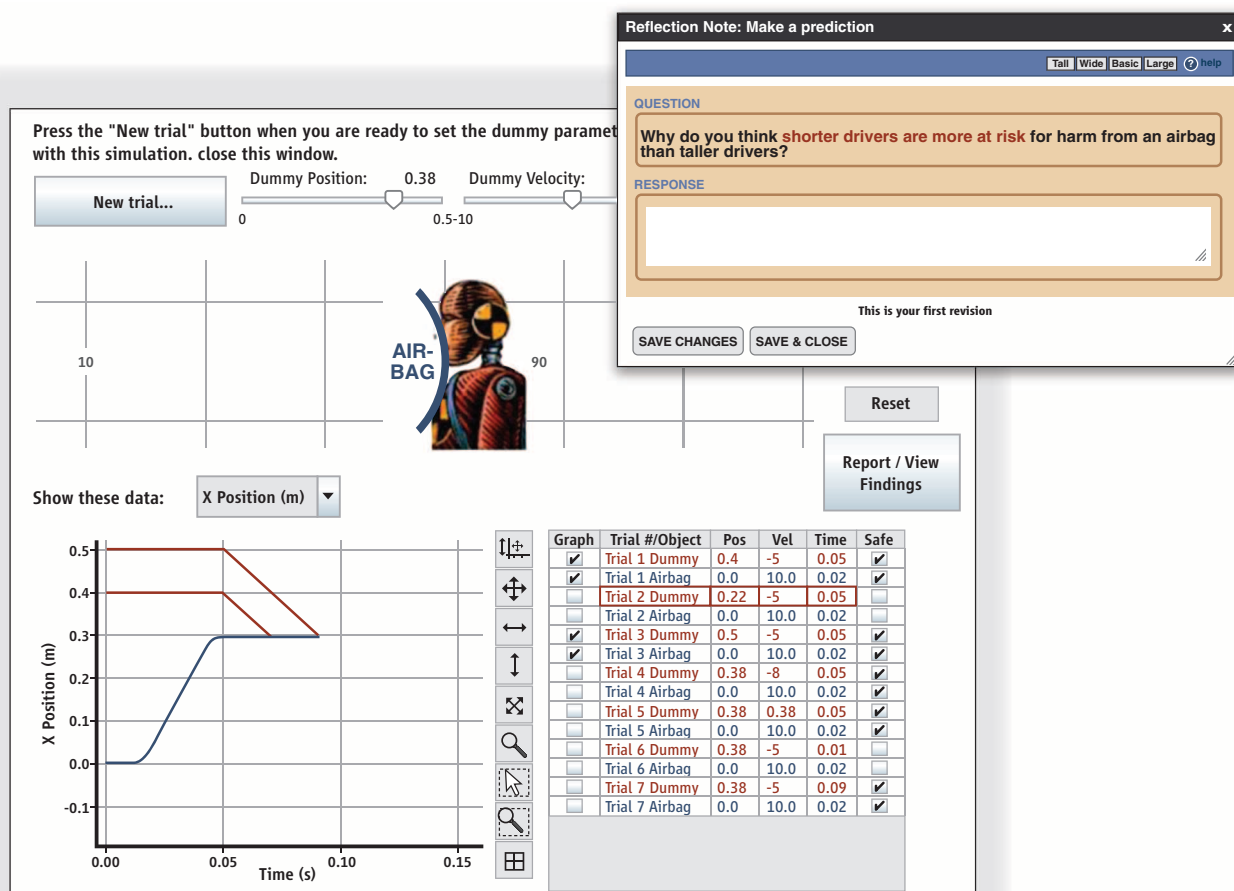 Reflection Note: Make a prediction
x
Tall Wide Basic Large ? help
QUESTION
Why do you think shorter drivers are more at risk for harm from an airbag
than taller drivers?
RESPONSE
This is your first revision
SAVE CHANGES SAVE & CLOSE
Press the "New trial" button when you are ready to set the dummy paramet
with this simulation. close this window.
New trial...
Dummy Position: 0.38 Dummy Velocity:
0 0.5-10
10
AIR-
BAG
90
Reset
Report / View
Findings
Show these data: X Position (m)
X Position (m)
0.5
0.4
0.3
0.2
0.1
0.0
-0.1
0.00 0.05 0.10 0.15
Time (s)
Graph Trial #/Object Pos Vel Time Safe
Trial 1 Dummy 0.4 -5 0.05
Trial 1 Airbag 0.0 10.0 0.02
Trial 2 Dummy 0.22 -5 0.05
Trial 2 Airbag 0.0 10.0 0.02
Trial 3 Dummy 0.5 -5 0.05
Trial 3 Airbag 0.0 10.0 0.02
Trial 4 Dummy 0.38 -8 0.05
Trial 4 Airbag 0.0 10.0 0.02
Trial 5 Dummy 0.38 0.38 0.05
Trial 5 Airbag 0.0 10.0 0.02
Trial 6 Dummy 0.38 -5 0.01
Trial 6 Airbag 0.0 10.0 0.02
Trial 7 Dummy 0.38 -5 0.09
Trial 7 Airbag 0.0 10.0 0.02